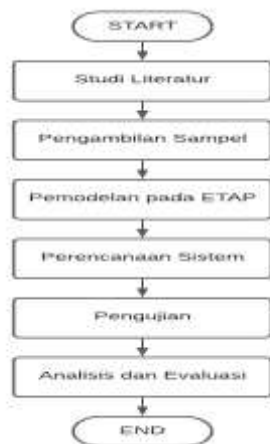 START
Studi Literatur
Pengambilan Sampel
Pemodelan pada ETAP
Perencanaan Sistem
Pengujian
Analisis dan Evaluasi
END